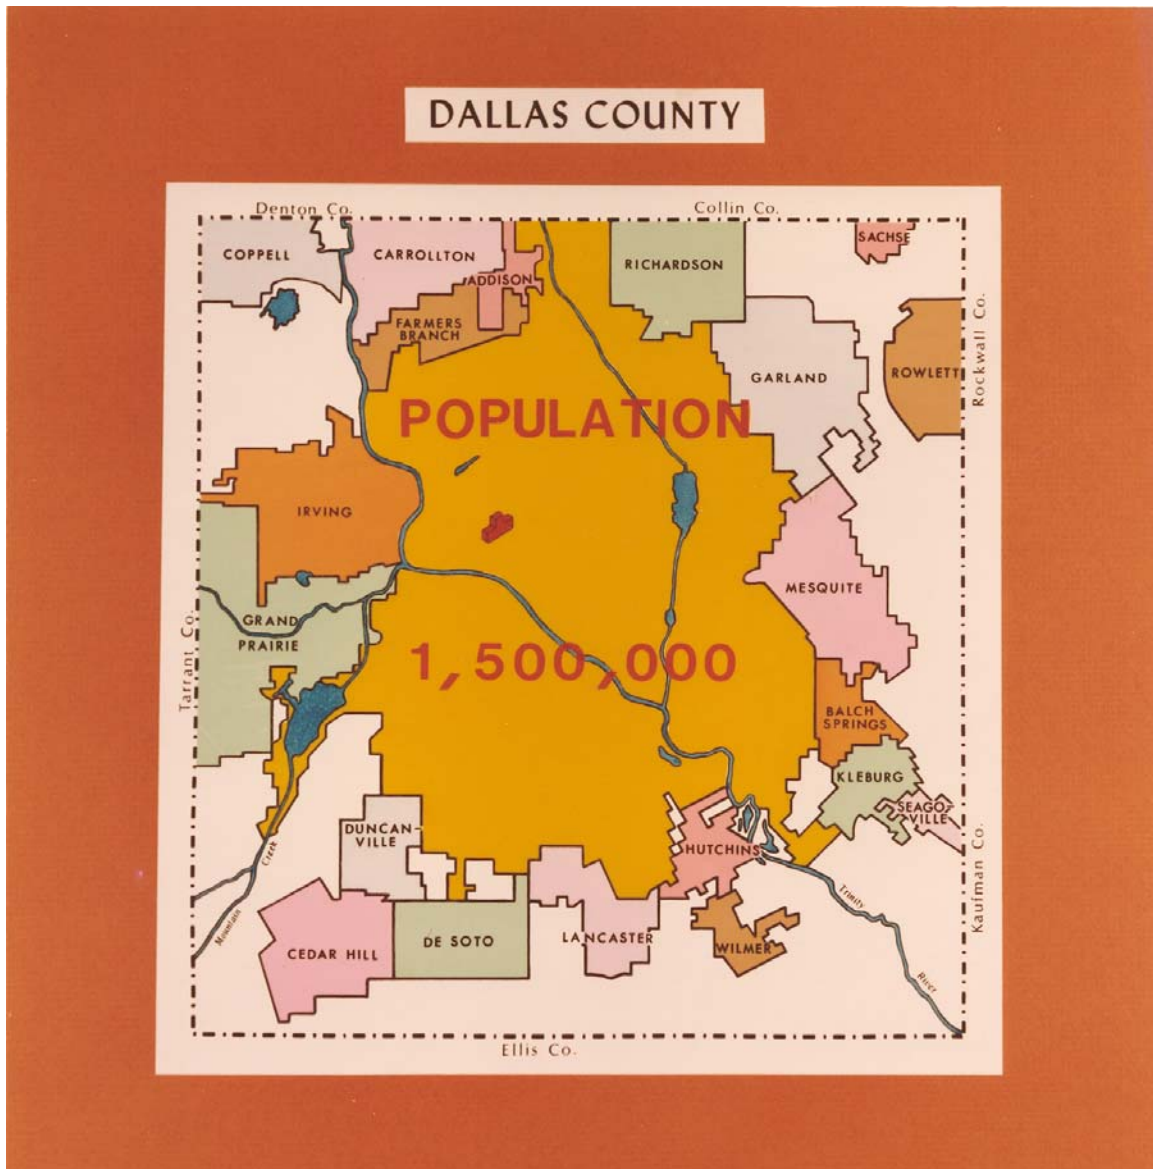 DALLAS COUNTY
Denton Co.
Collin Co.
COPPELL
CARROLLTON
ADDISON
RICHARDSON
SACHSE
FARMERS
BRANCH
GARLAND
ROWLETT
Rockwall Co.
POPULATION
IRVING
MESQUITE
GRAND
PRAIRIE
Tarrant Co.
1,500,000
BALCH
SPRINGS
KLEBURG
SEAGO-
VILLE
DUNCAN-
VILLE
HUTCHINS
Kaufman Co.
Mountain Creek
Trinity River
CEDAR HILL
DE SOTO
LANCASTER
WILMER
Ellis Co.